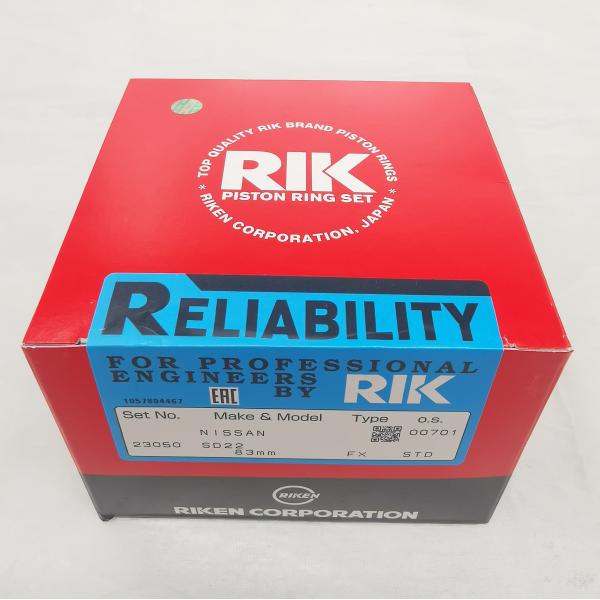 TOP QUALITY RIK BRAND PISTON RINGS
RIK
PISTON RING SET
* RIKEN CORPORATION, JAPAN *
RELIABILITY
FOR PROFESSIONAL
ENGINEERS BY RIK
1057804467
EAC
Set No. Make & Model Type o.s.
NISSAN 00701
23050 SD22 FX STD
83mm
RIKEN
RIKEN CORPORATION